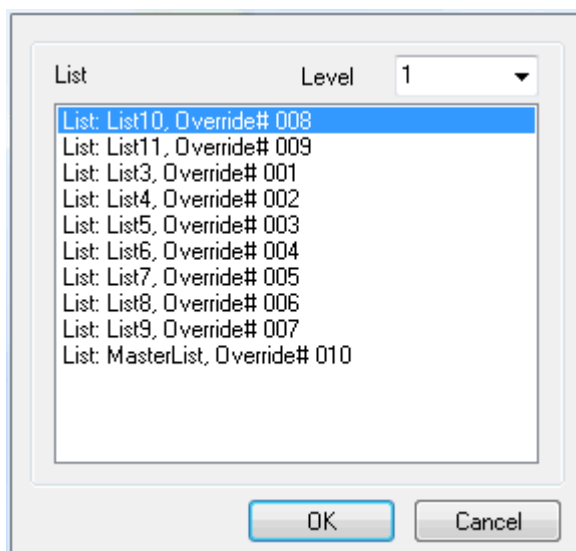 List Level 1
List: List10, Override# 008
List: List11, Override# 009
List: List3, Override# 001
List: List4, Override# 002
List: List5, Override# 003
List: List6, Override# 004
List: List7, Override# 005
List: List8, Override# 006
List: List9, Override# 007
List: MasterList, Override# 010
OK Cancel